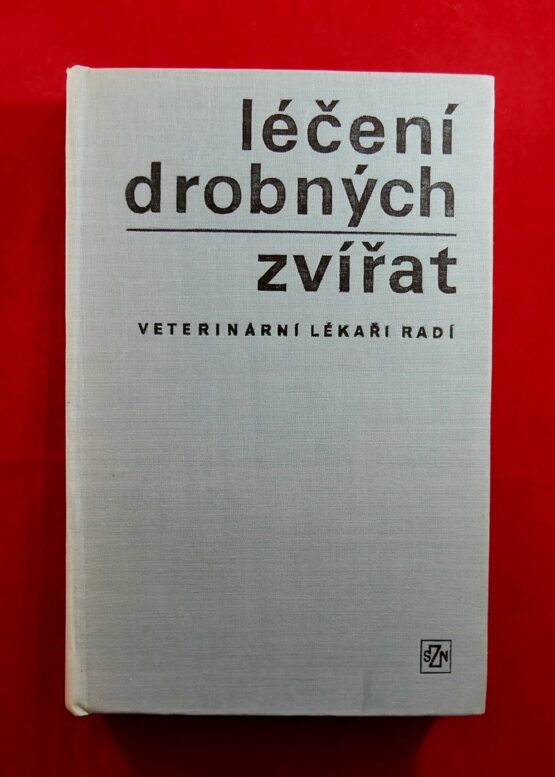 léčení
drobných
zvířat
VETERINÁRNÍ LÉKAŘI RADÍ
SZN